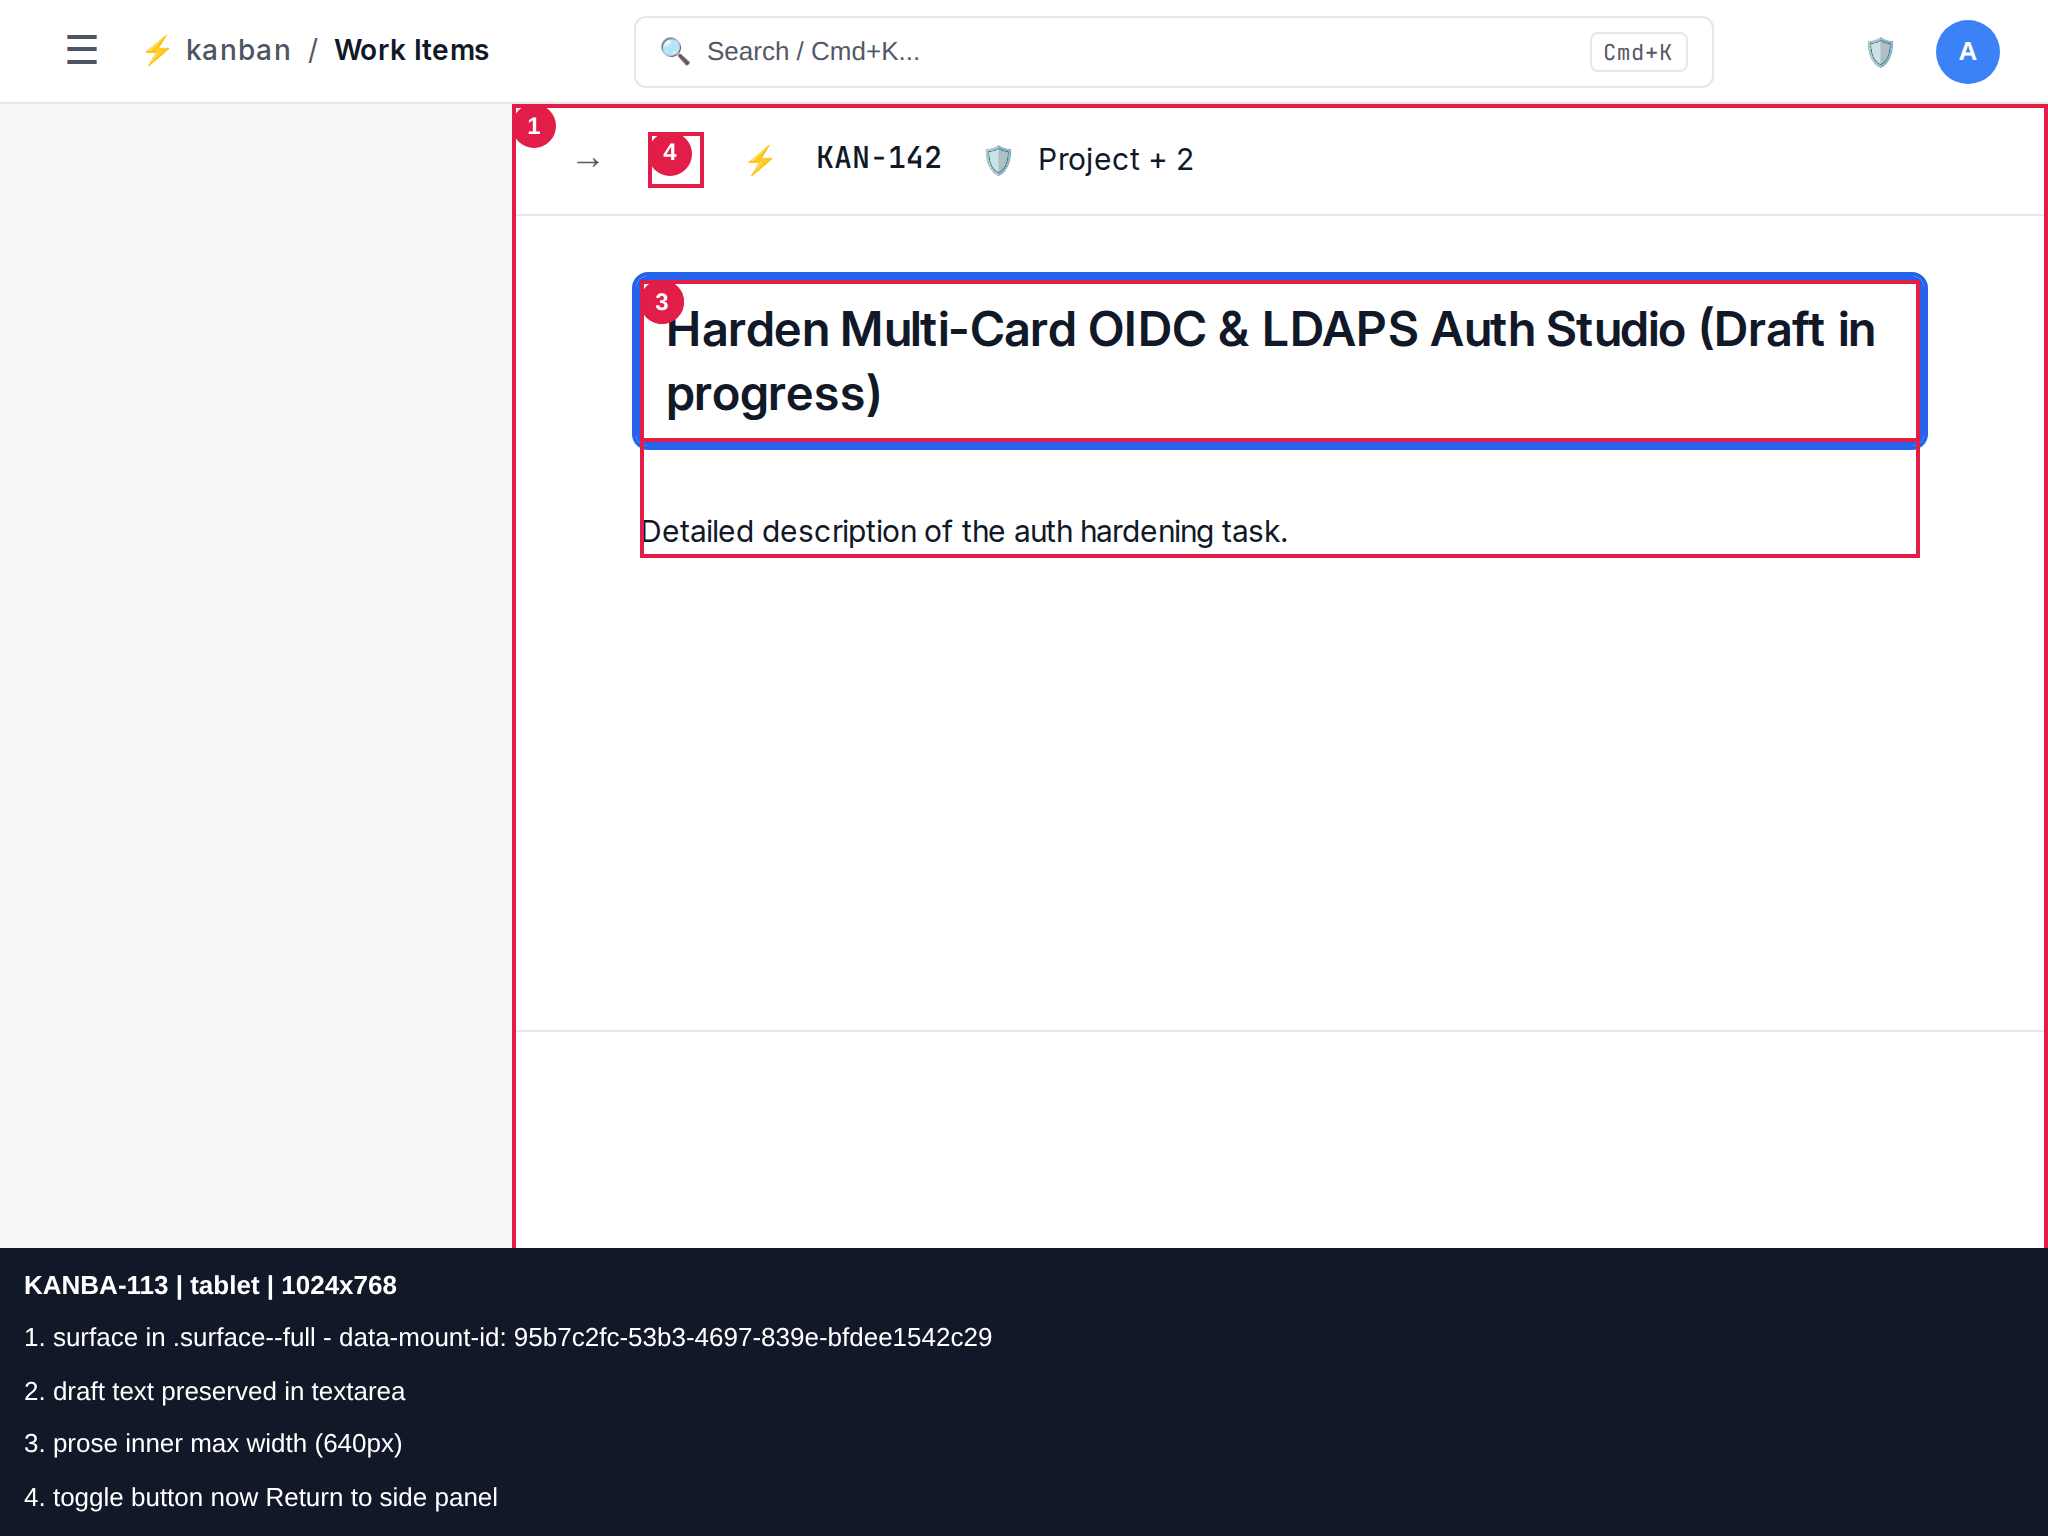 kanban / Work Items
Search / Cmd+K...
Cmd+K
A
1
4
KAN-142
Project + 2
3
Harden Multi-Card OIDC & LDAPS Auth Studio (Draft in
progress)
Detailed description of the auth hardening task.
KANBA-113 | tablet | 1024x768
1. surface in .surface--full - data-mount-id: 95b7c2fc-53b3-4697-839e-bfdee1542c29
2. draft text preserved in textarea
3. prose inner max width (640px)
4. toggle button now Return to side panel